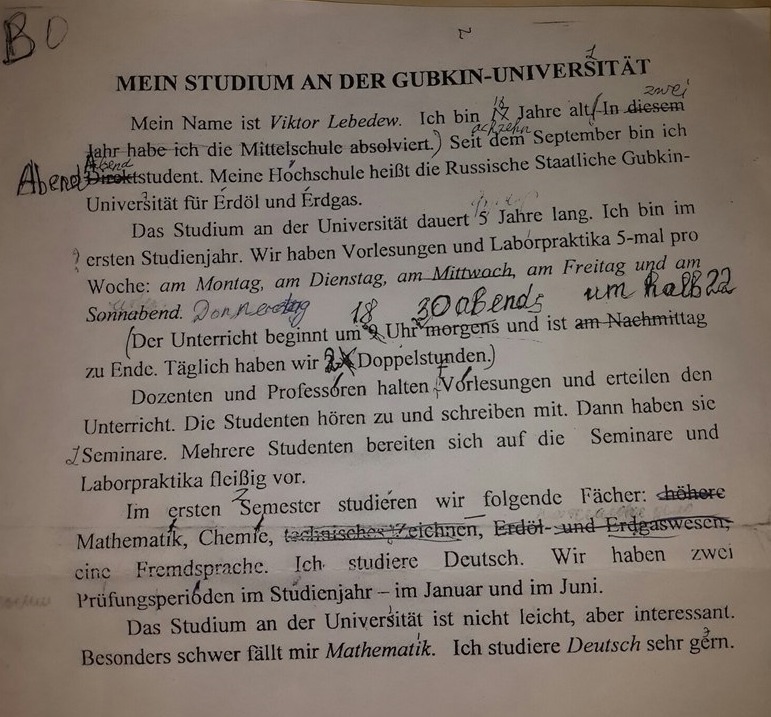 BO
MEIN STUDIUM AN DER GUBKIN-UNIVERSITÄT
zwei
18
Mein Name ist Viktor Lebedew. Ich bin 17 Jahre alt. In diesem
achzehn
Jahr habe ich die Mittelschule absolviert.) Seit dem September bin ich
Abend Abend
Direktstudent. Meine Hochschule heißt die Russische Staatliche Gubkin-
Universität für Erdöl und Erdgas.
Das Studium an der Universität dauert 5 Jahre lang. Ich bin im
ersten Studienjahr. Wir haben Vorlesungen und Laborpraktika 5-mal pro
Woche: am Montag, am Dienstag, am Mittwoch, am Freitag und am
Sonnabend. Donnerstag 18 30 abends um halb 22
(Der Unterricht beginnt um 9 Uhr morgens und ist am Nachmittag
zu Ende. Täglich haben wir 2 Doppelstunden.)
Dozenten und Professoren halten Vorlesungen und erteilen den
Unterricht. Die Studenten hören zu und schreiben mit. Dann haben sie
Seminare. Mehrere Studenten bereiten sich auf die Seminare und
Laborpraktika fleißig vor.
Im ersten Semester studieren wir folgende Fächer: höhere
Mathematik, Chemie, technisches Zeichnen, Erdöl- und Erdgaswesen,
eine Fremdsprache. Ich studiere Deutsch. Wir haben zwei
Prüfungsperioden im Studienjahr – im Januar und im Juni.
Das Studium an der Universität ist nicht leicht, aber interessant.
Besonders schwer fällt mir Mathematik. Ich studiere Deutsch sehr gern.